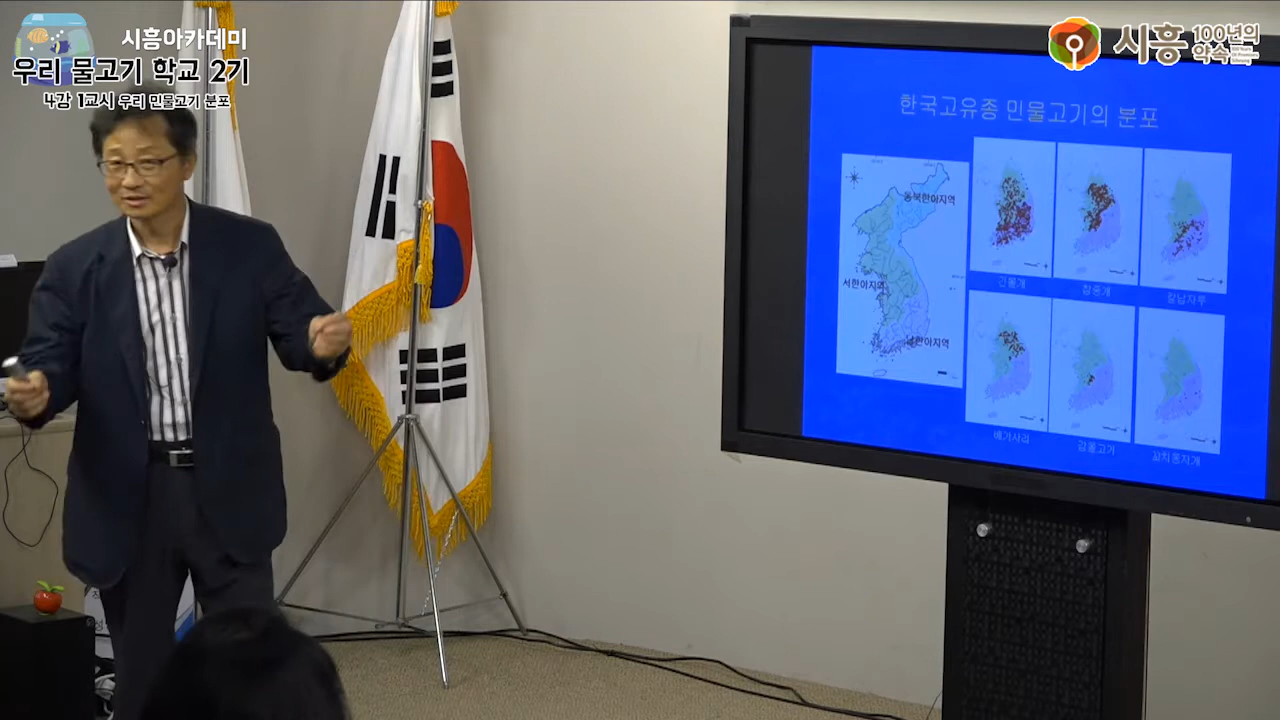 시흥아카데미
우리 물고기 학교 2기
4강 1교시 우리 민물고기 분포
시흥 100년의 약속
한국고유종 민물고기의 분포
동북한아지역
서한아지역
남한아지역
긴몰개
참종개
칼납자루
배가사리
감돌고기
꼬치동자개